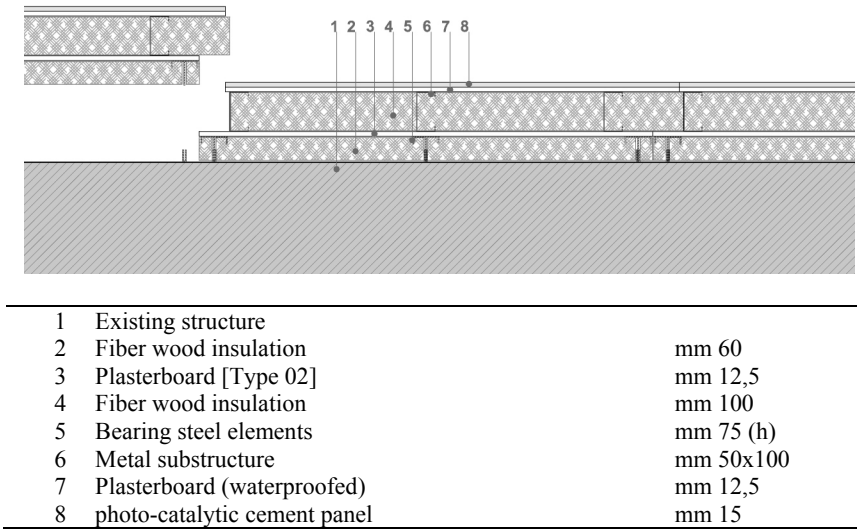 1 2 3 4 5 6 7 8
1 Existing structure
2 Fiber wood insulation mm 60
3 Plasterboard [Type 02] mm 12,5
4 Fiber wood insulation mm 100
5 Bearing steel elements mm 75 (h)
6 Metal substructure mm 50x100
7 Plasterboard (waterproofed) mm 12,5
8 photo-catalytic cement panel mm 15